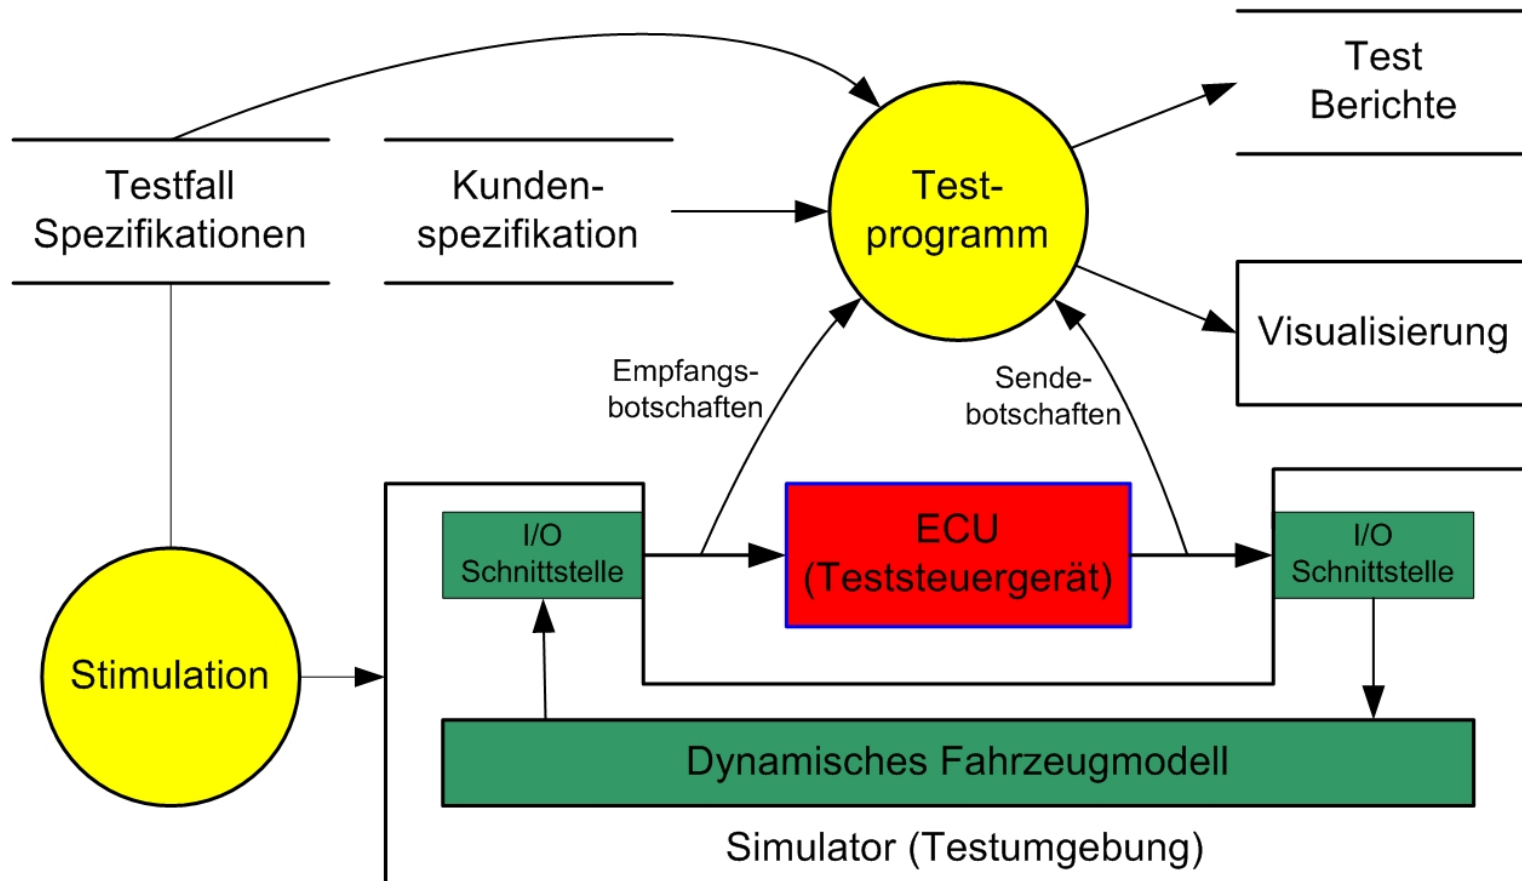 Test
Berichte
Testfall
Spezifikationen
Kunden-
spezifikation
Test-
programm
Visualisierung
Empfangs-
botschaften
Sende-
botschaften
I/O
Schnittstelle
ECU
(Teststeuergerät)
I/O
Schnittstelle
Stimulation
Dynamisches Fahrzeugmodell
Simulator (Testumgebung)